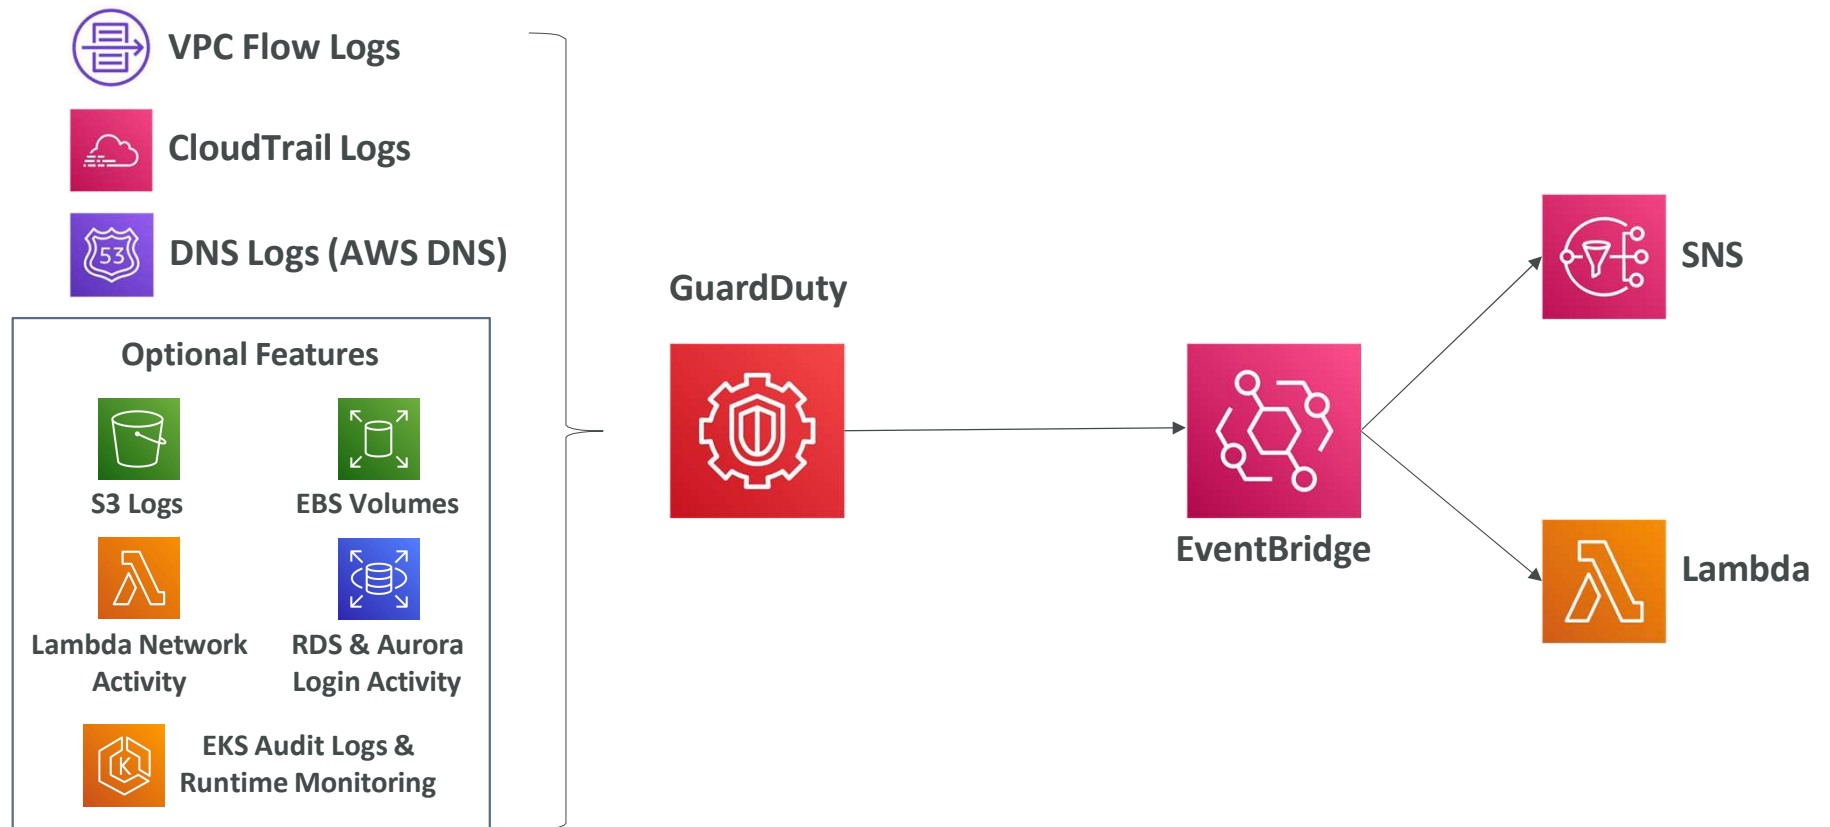 VPC Flow Logs
CloudTrail Logs
53
DNS Logs (AWS DNS)
Optional Features
S3 Logs
EBS Volumes
Lambda Network
Activity
RDS & Aurora
Login Activity
K
EKS Audit Logs &
Runtime Monitoring
GuardDuty
EventBridge
SNS
Lambda